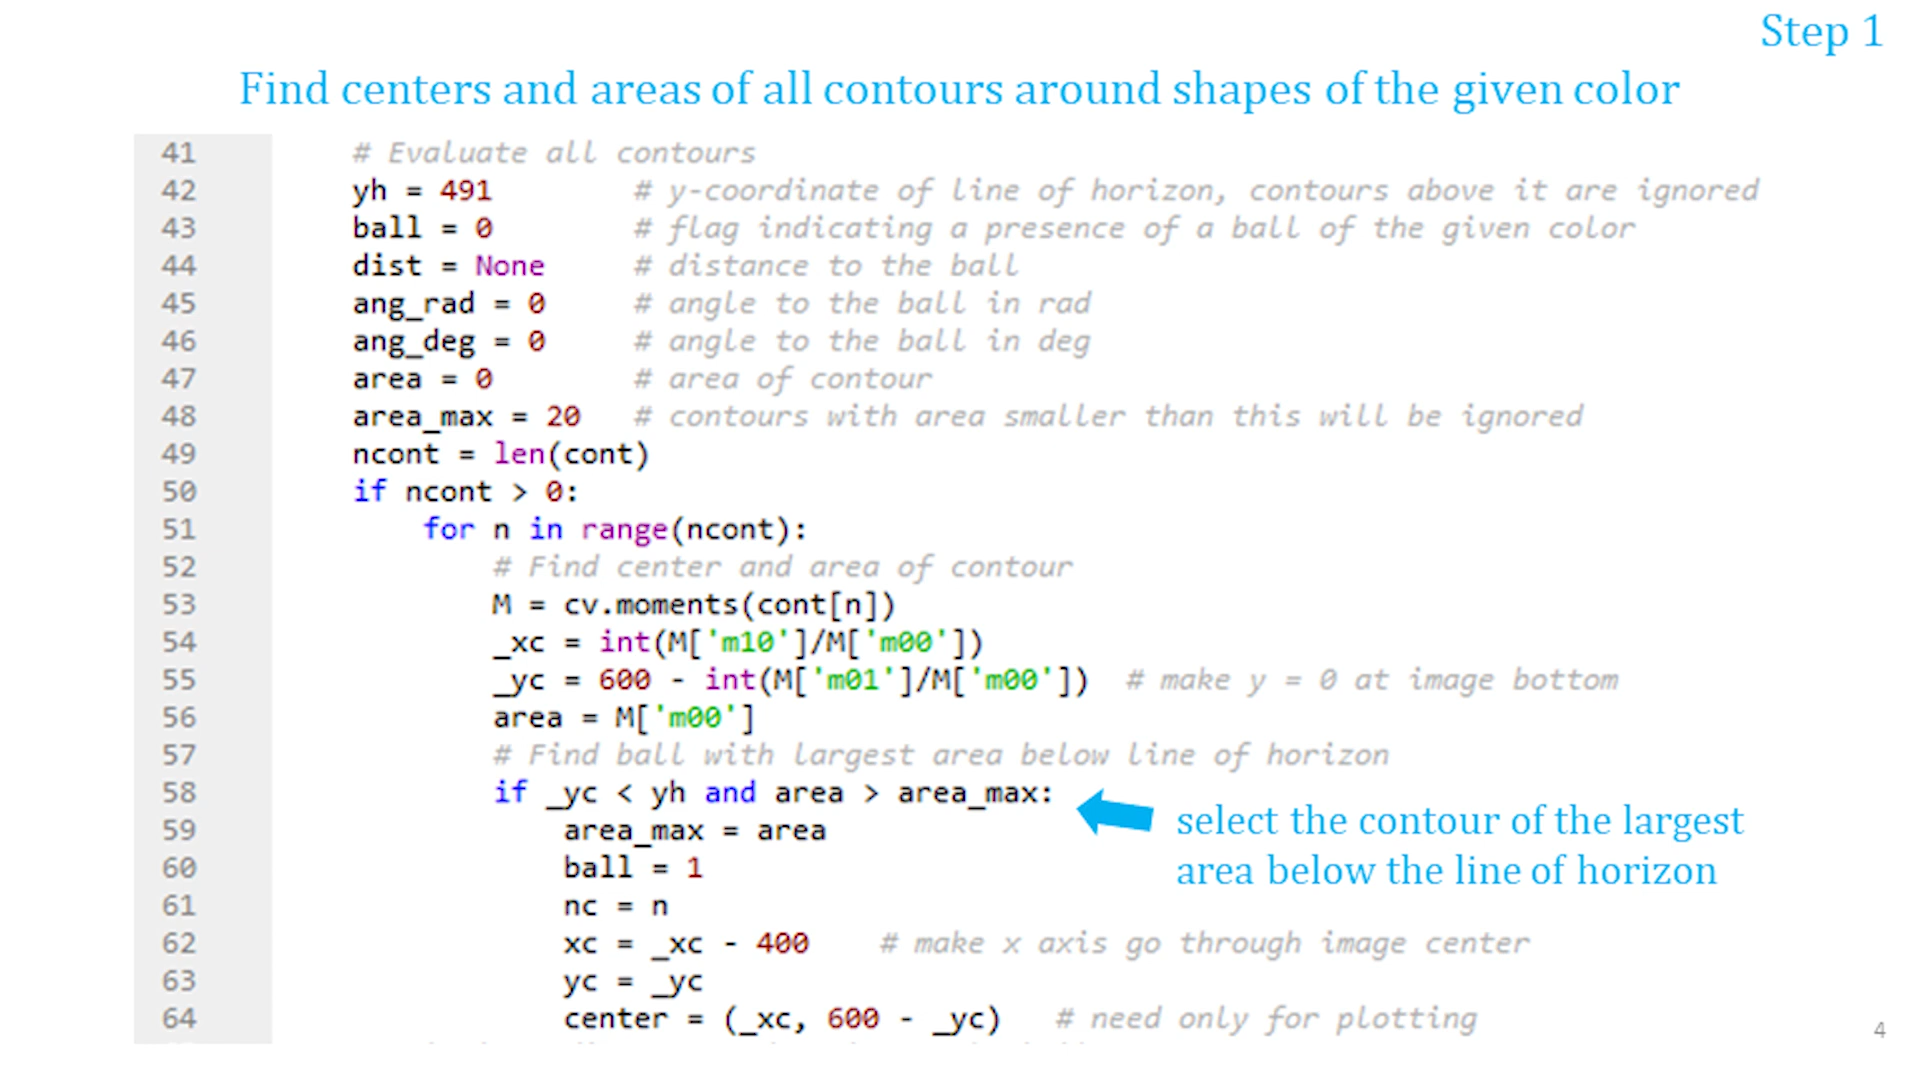 Step 1
Find centers and areas of all contours around shapes of the given color
41 # Evaluate all contours
42 yh = 491 # y-coordinate of line of horizon, contours above it are ignored
43 ball = 0 # flag indicating a presence of a ball of the given color
44 dist = None # distance to the ball
45 ang_rad = 0 # angle to the ball in rad
46 ang_deg = 0 # angle to the ball in deg
47 area = 0 # area of contour
48 area_max = 20 # contours with area smaller than this will be ignored
49 ncont = len(cont)
50 if ncont > 0:
51 for n in range(ncont):
52 # Find center and area of contour
53 M = cv.moments(cont[n])
54 _xc = int(M['m10']/M['m00'])
55 _yc = 600 - int(M['m01']/M['m00']) # make y = 0 at image bottom
56 area = M['m00']
57 # Find ball with largest area below line of horizon
58 if _yc < yh and area > area_max:
59 area_max = area
60 ball = 1
61 nc = n
62 xc = _xc - 400 # make x axis go through image center
63 yc = _yc
64 center = (_xc, 600 - _yc) # need only for plotting
select the contour of the largest
area below the line of horizon
4